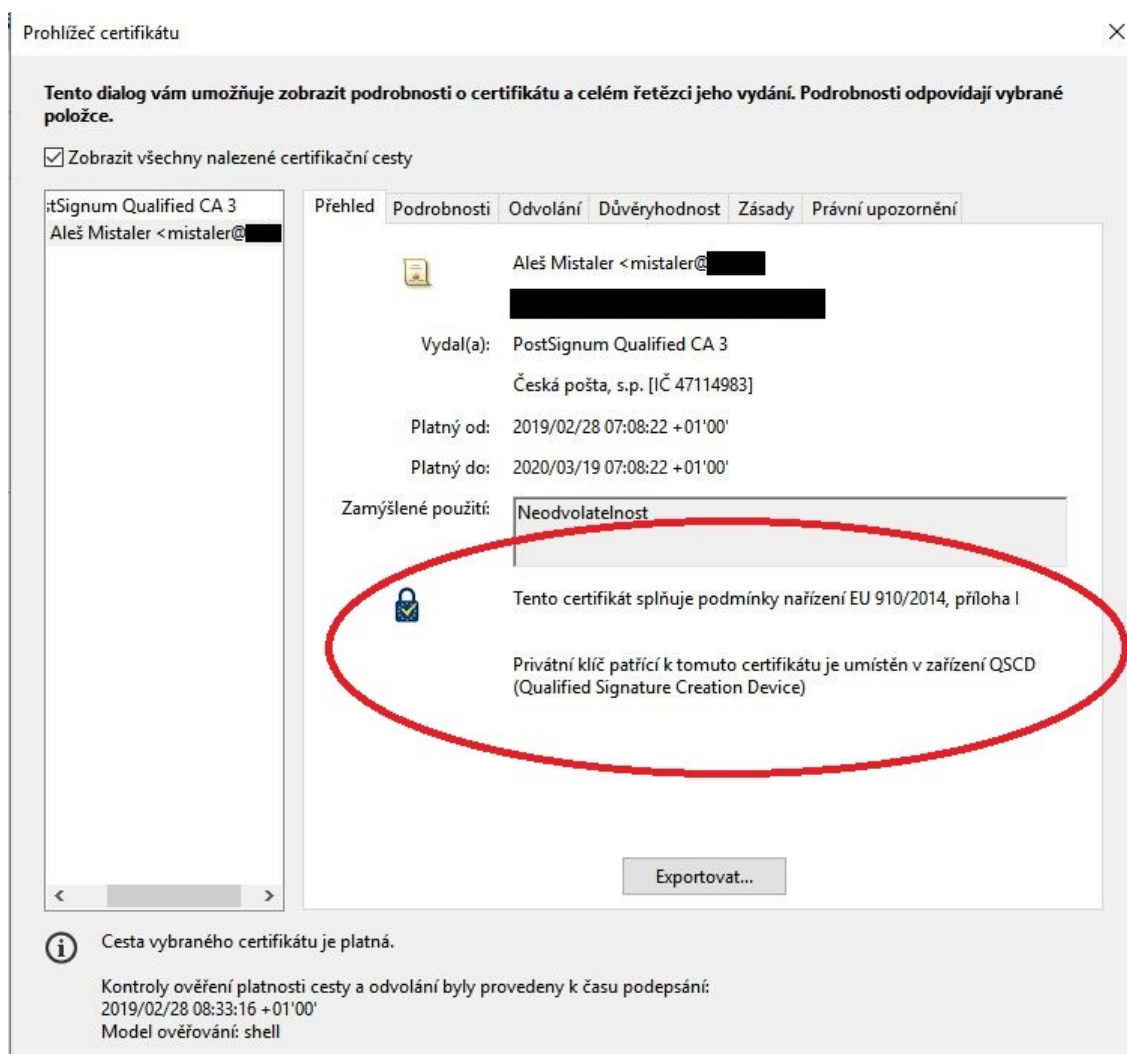 Prohlížeč certifikátu
Tento dialog vám umožňuje zobrazit podrobnosti o certifikátu a celém řetězci jeho vydání. Podrobnosti odpovídají vybrané
položce.
Zobrazit všechny nalezené certifikační cesty
stSignum Qualified CA 3
Aleš Mistaler <mistaler@
Přehled Podrobnosti Odvolání Důvěryhodnost Zásady Právní upozornění
Aleš Mistaler <mistaler@
Vydal(a): PostSignum Qualified CA 3
Česká pošta, s.p. [IČ 47114983]
Platný od: 2019/02/28 07:08:22 +01'00'
Platný do: 2020/03/19 07:08:22 +01'00'
Zamýšlené použití: Neodvolatelnost
Tento certifikát splňuje podmínky nařízení EU 910/2014, příloha I
Privátní klíč patřící k tomuto certifikátu je umístěn v zařízení QSCD
(Qualified Signature Creation Device)
Exportovat...
Cesta vybraného certifikátu je platná.
Kontroly ověření platnosti cesty a odvolání byly provedeny k času podepsání:
2019/02/28 08:33:16 +01'00'
Model ověřování: shell